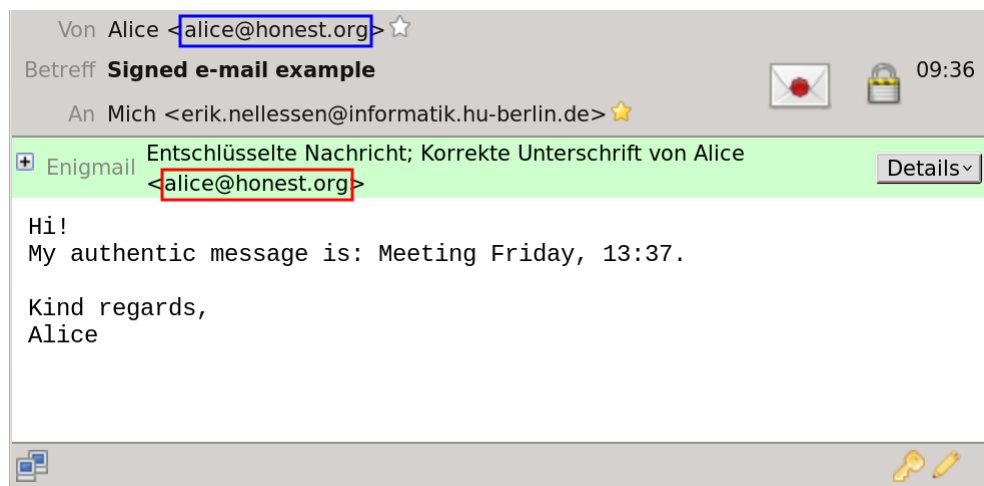 Von Alice <alice@honest.org>
Betreff Signed e-mail example
09:36
An Mich <erik.nellessen@informatik.hu-berlin.de>
Enigmail Entschlüsselte Nachricht; Korrekte Unterschrift von Alice
<alice@honest.org>
Details
Hi!
My authentic message is: Meeting Friday, 13:37.
Kind regards,
Alice